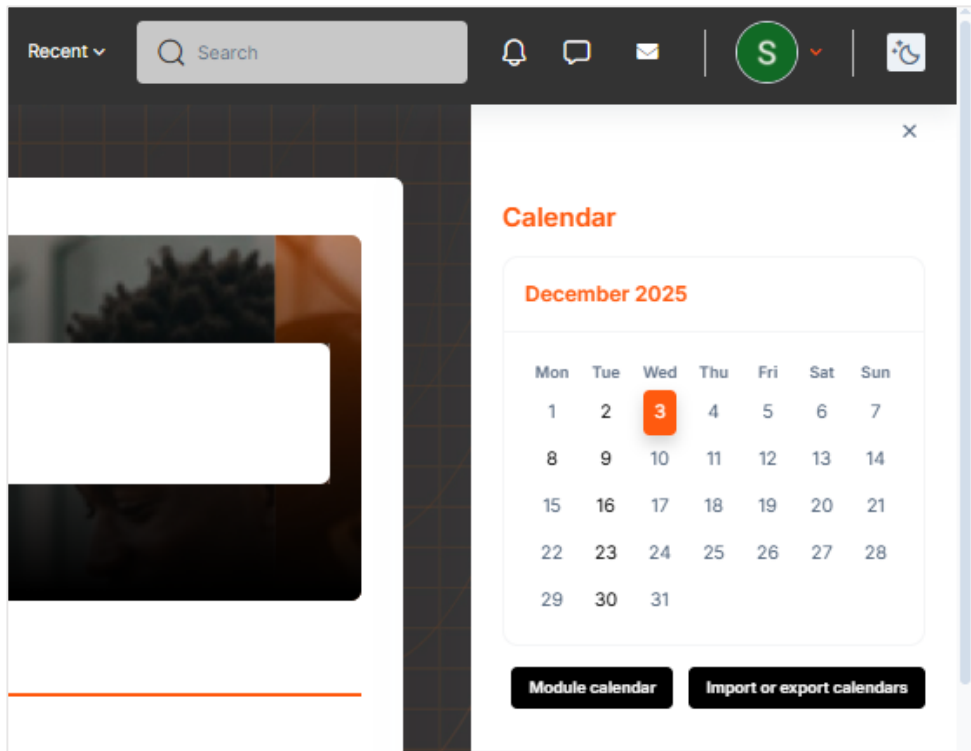 Recent Search S
Calendar
December 2025
Mon Tue Wed Thu Fri Sat Sun
1 2 3 4 5 6 7
8 9 10 11 12 13 14
15 16 17 18 19 20 21
22 23 24 25 26 27 28
29 30 31
Module calendar Import or export calendars